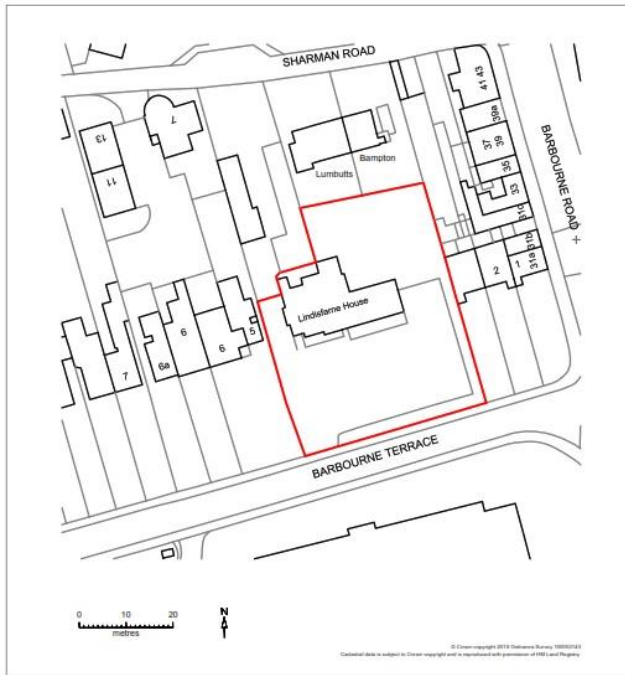 SHARMAN ROAD
41 43
39a
39
37
35
33
31c
31b
31a
BARBOURNE ROAD
13
11
7
Lumbutts
Bampton
Lindisfarne House
1
2
5
6
6
6a
7
BARBOURNE TERRACE
0 10 20
metres
N
© Crown copyright 2019 Ordnance Survey 100053143
Cadastral data is subject to Crown copyright and is reproduced with permission of HM Land Registry